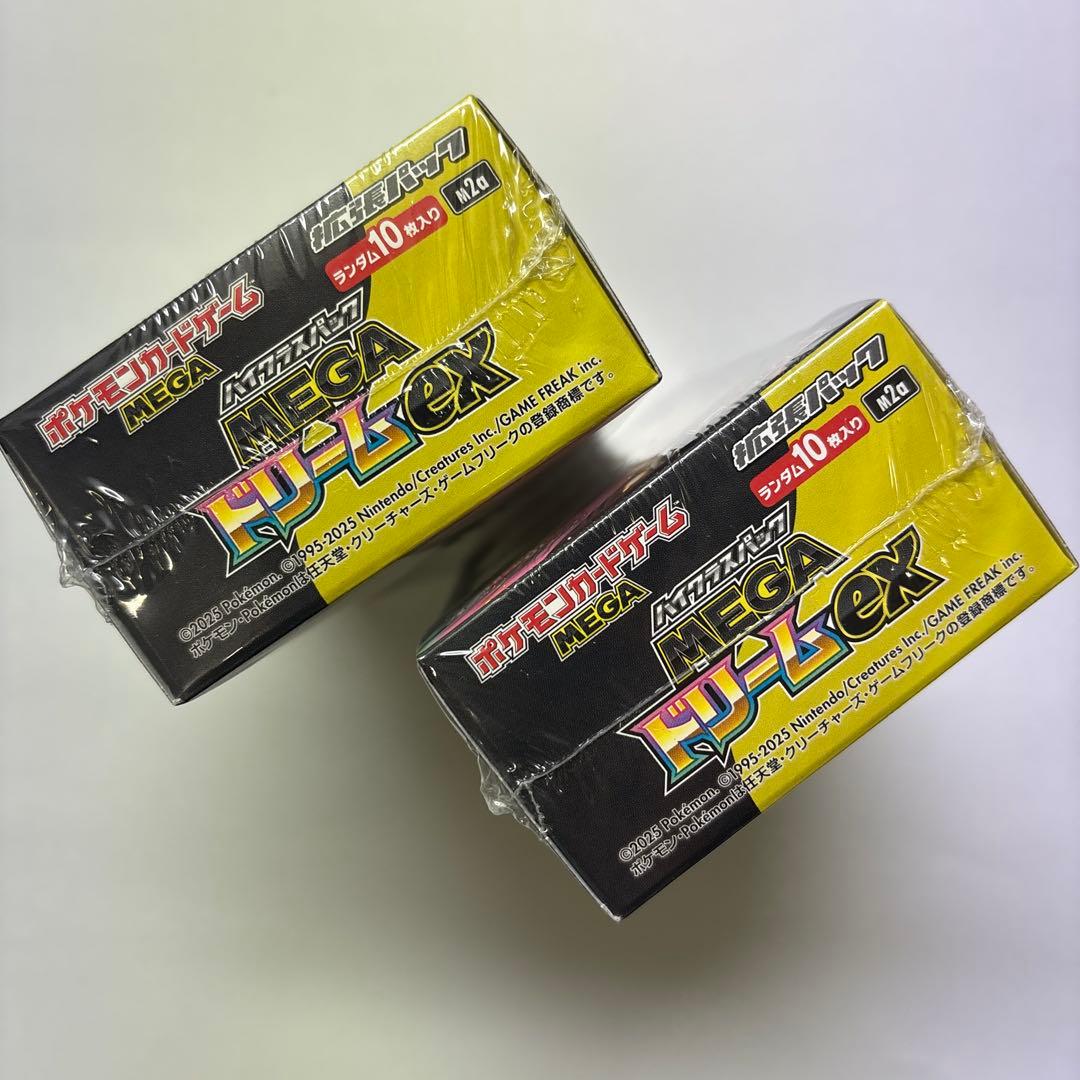 拡張パック
M2a
ランダム10枚入り
ポケモンカードゲーム
MEGA
ハイクラスパック
MEGA
ドリームex
©2025 Pokémon. ©1995-2025 Nintendo/Creatures Inc./GAME FREAK inc.
ポケモン・Pokémonは任天堂・クリーチャーズ・ゲームフリークの登録商標です。
拡張パック
M2a
ランダム10枚入り
ポケモンカードゲーム
MEGA
ハイクラスパック
MEGA
ドリームex
©2025 Pokémon. ©1995-2025 Nintendo/Creatures Inc./GAME FREAK inc.
ポケモン・Pokémonは任天堂・クリーチャーズ・ゲームフリークの登録商標です。